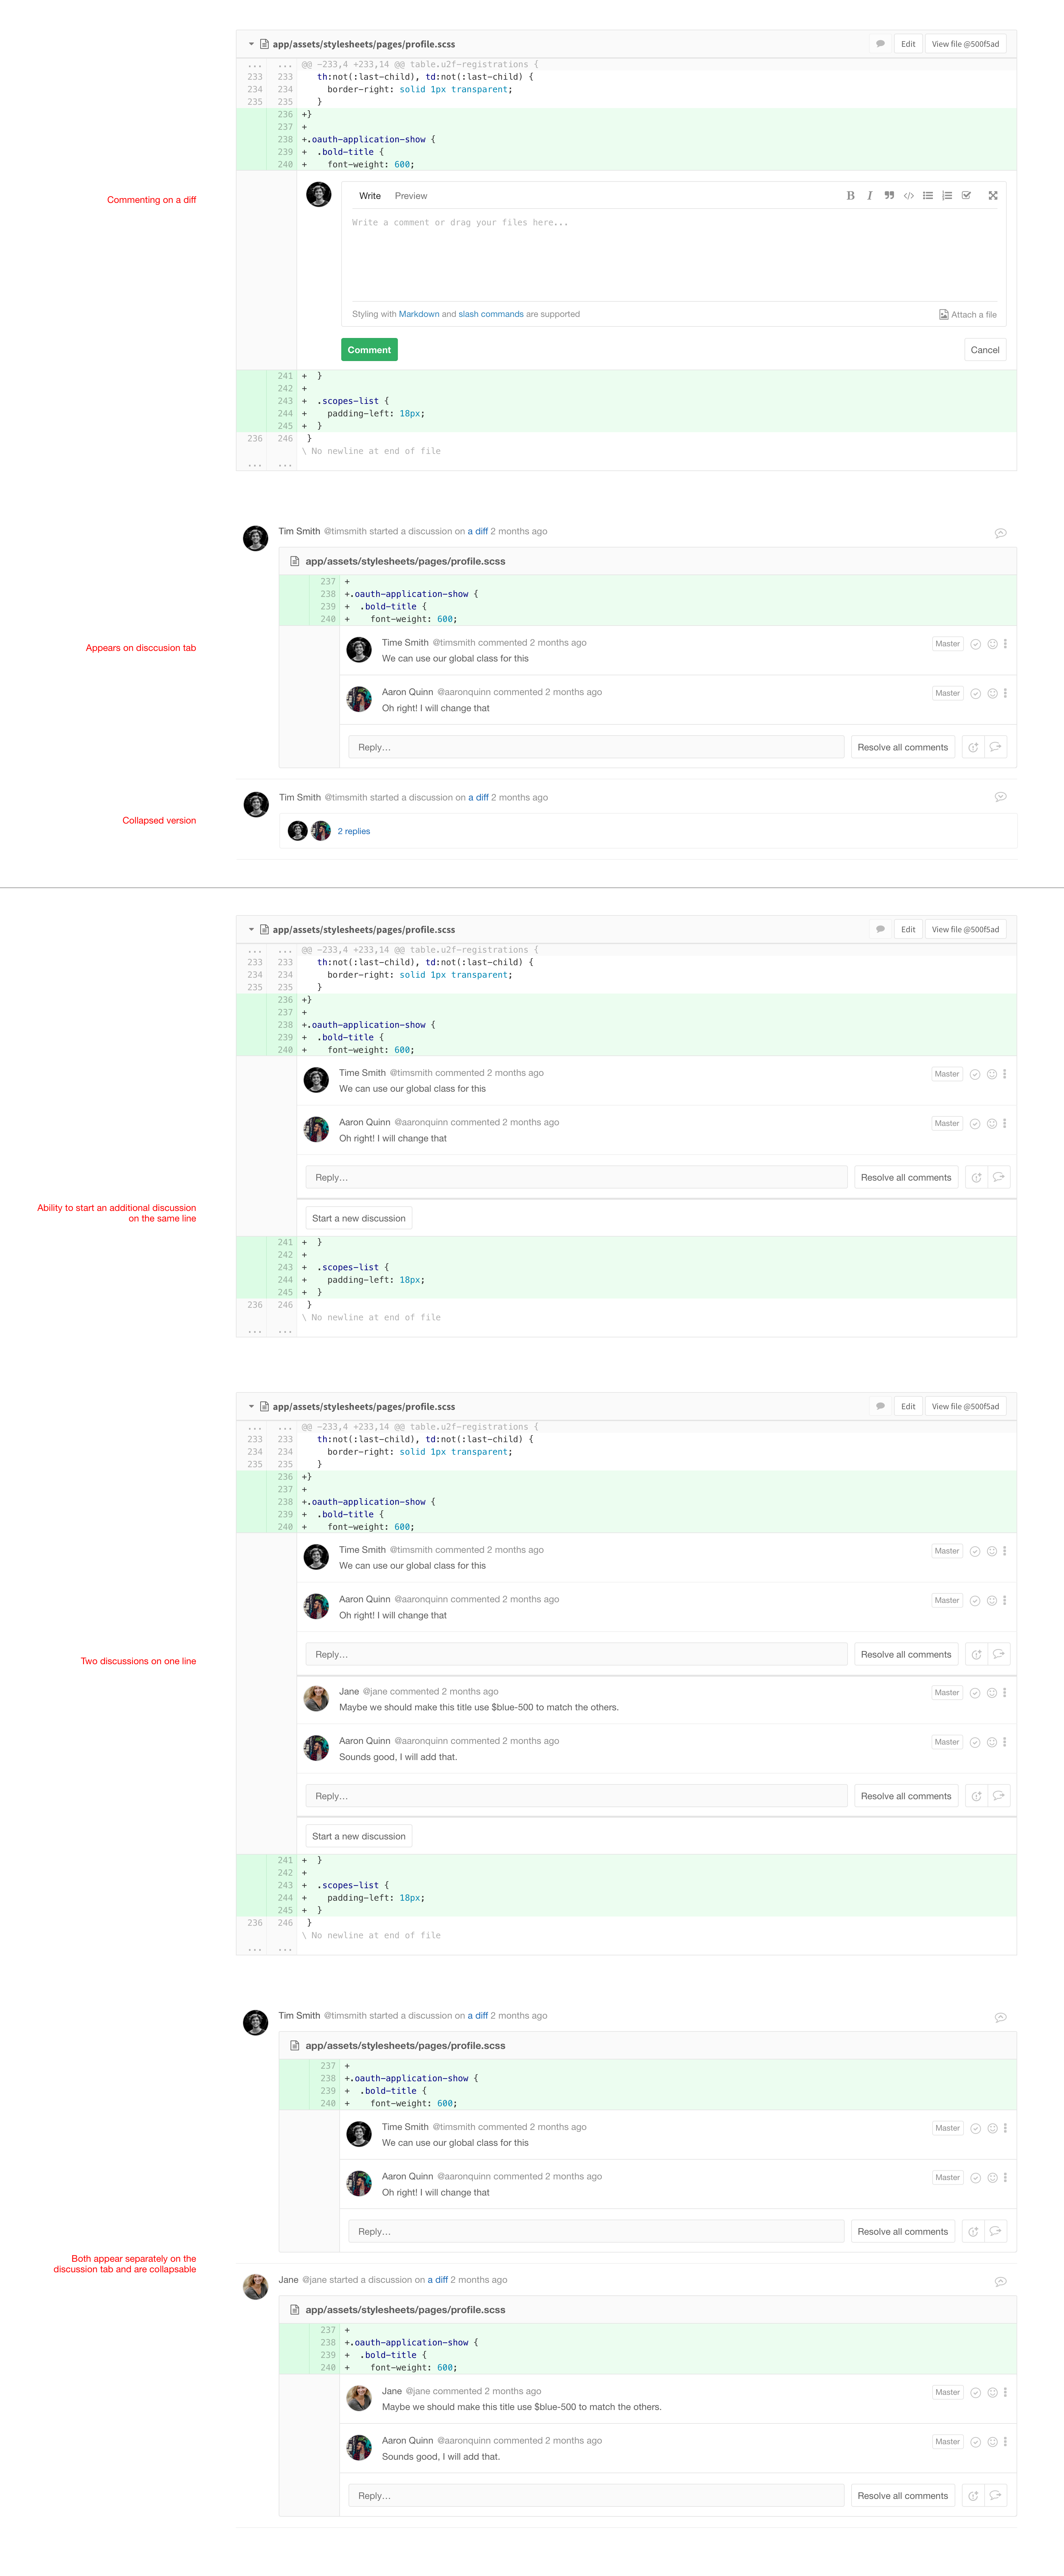 app/assets/stylesheets/pages/profile.scss Edit View file @500f5ad
... ... @@ -233,4 +233,14 @@ table.u2f-registrations {
233 233 th:not(:last-child), td:not(:last-child) {
234 234 border-right: solid 1px transparent;
235 235 }
236 +}
237 +
238 +.oauth-application-show {
239 + .bold-title {
240 + font-weight: 600;
Commenting on a diff
Write Preview
Write a comment or drag your files here...
Styling with Markdown and slash commands are supported Attach a file
Comment Cancel
241 + }
242 +
243 + .scopes-list {
244 + padding-left: 18px;
245 + }
236 246 }
\ No newline at end of file
... ...
Tim Smith @timsmith started a discussion on a diff 2 months ago
app/assets/stylesheets/pages/profile.scss
237 +
238 +.oauth-application-show {
239 + .bold-title {
240 + font-weight: 600;
Appears on disccusion tab
Time Smith @timsmith commented 2 months ago Master
We can use our global class for this
Aaron Quinn @aaronquinn commented 2 months ago Master
Oh right! I will change that
Reply... Resolve all comments
Tim Smith @timsmith started a discussion on a diff 2 months ago
Collapsed version
2 replies
app/assets/stylesheets/pages/profile.scss Edit View file @500f5ad
... ... @@ -233,4 +233,14 @@ table.u2f-registrations {
233 233 th:not(:last-child), td:not(:last-child) {
234 234 border-right: solid 1px transparent;
235 235 }
236 +}
237 +
238 +.oauth-application-show {
239 + .bold-title {
240 + font-weight: 600;
Time Smith @timsmith commented 2 months ago Master
We can use our global class for this
Aaron Quinn @aaronquinn commented 2 months ago Master
Oh right! I will change that
Reply... Resolve all comments
Ability to start an additional discussion
on the same line
Start a new discussion
241 + }
242 +
243 + .scopes-list {
244 + padding-left: 18px;
245 + }
236 246 }
\ No newline at end of file
... ...
app/assets/stylesheets/pages/profile.scss Edit View file @500f5ad
... ... @@ -233,4 +233,14 @@ table.u2f-registrations {
233 233 th:not(:last-child), td:not(:last-child) {
234 234 border-right: solid 1px transparent;
235 235 }
236 +}
237 +
238 +.oauth-application-show {
239 + .bold-title {
240 + font-weight: 600;
Time Smith @timsmith commented 2 months ago Master
We can use our global class for this
Aaron Quinn @aaronquinn commented 2 months ago Master
Oh right! I will change that
Reply... Resolve all comments
Two discussions on one line
Jane @jane commented 2 months ago Master
Maybe we should make this title use $blue-500 to match the others.
Aaron Quinn @aaronquinn commented 2 months ago Master
Sounds good, I will add that.
Reply... Resolve all comments
Start a new discussion
241 + }
242 +
243 + .scopes-list {
244 + padding-left: 18px;
245 + }
236 246 }
\ No newline at end of file
... ...
Tim Smith @timsmith started a discussion on a diff 2 months ago
app/assets/stylesheets/pages/profile.scss
237 +
238 +.oauth-application-show {
239 + .bold-title {
240 + font-weight: 600;
Time Smith @timsmith commented 2 months ago Master
We can use our global class for this
Aaron Quinn @aaronquinn commented 2 months ago Master
Oh right! I will change that
Reply... Resolve all comments
Both appear separately on the
discussion tab and are collapsable
Jane @jane started a discussion on a diff 2 months ago
app/assets/stylesheets/pages/profile.scss
237 +
238 +.oauth-application-show {
239 + .bold-title {
240 + font-weight: 600;
Jane @jane commented 2 months ago Master
Maybe we should make this title use $blue-500 to match the others.
Aaron Quinn @aaronquinn commented 2 months ago Master
Sounds good, I will add that.
Reply... Resolve all comments